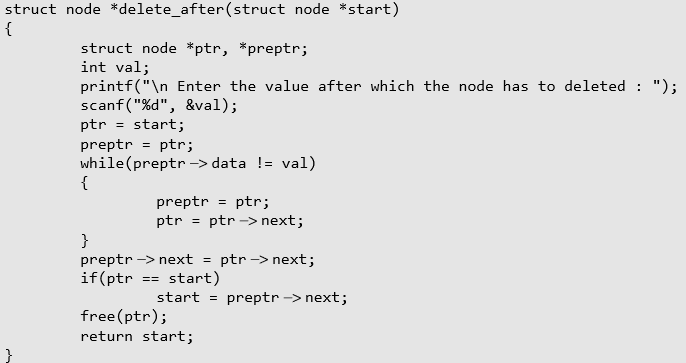 struct node *delete_after(struct node *start)
{
        struct node *ptr, *preptr;
        int val;
        printf("\n Enter the value after which the node has to deleted : ");
        scanf("%d", &val);
        ptr = start;
        preptr = ptr;
        while(preptr -> data != val)
        {
                preptr = ptr;
                ptr = ptr -> next;
        }
        preptr -> next = ptr -> next;
        if(ptr == start)
                start = preptr -> next;
        free(ptr);
        return start;
}